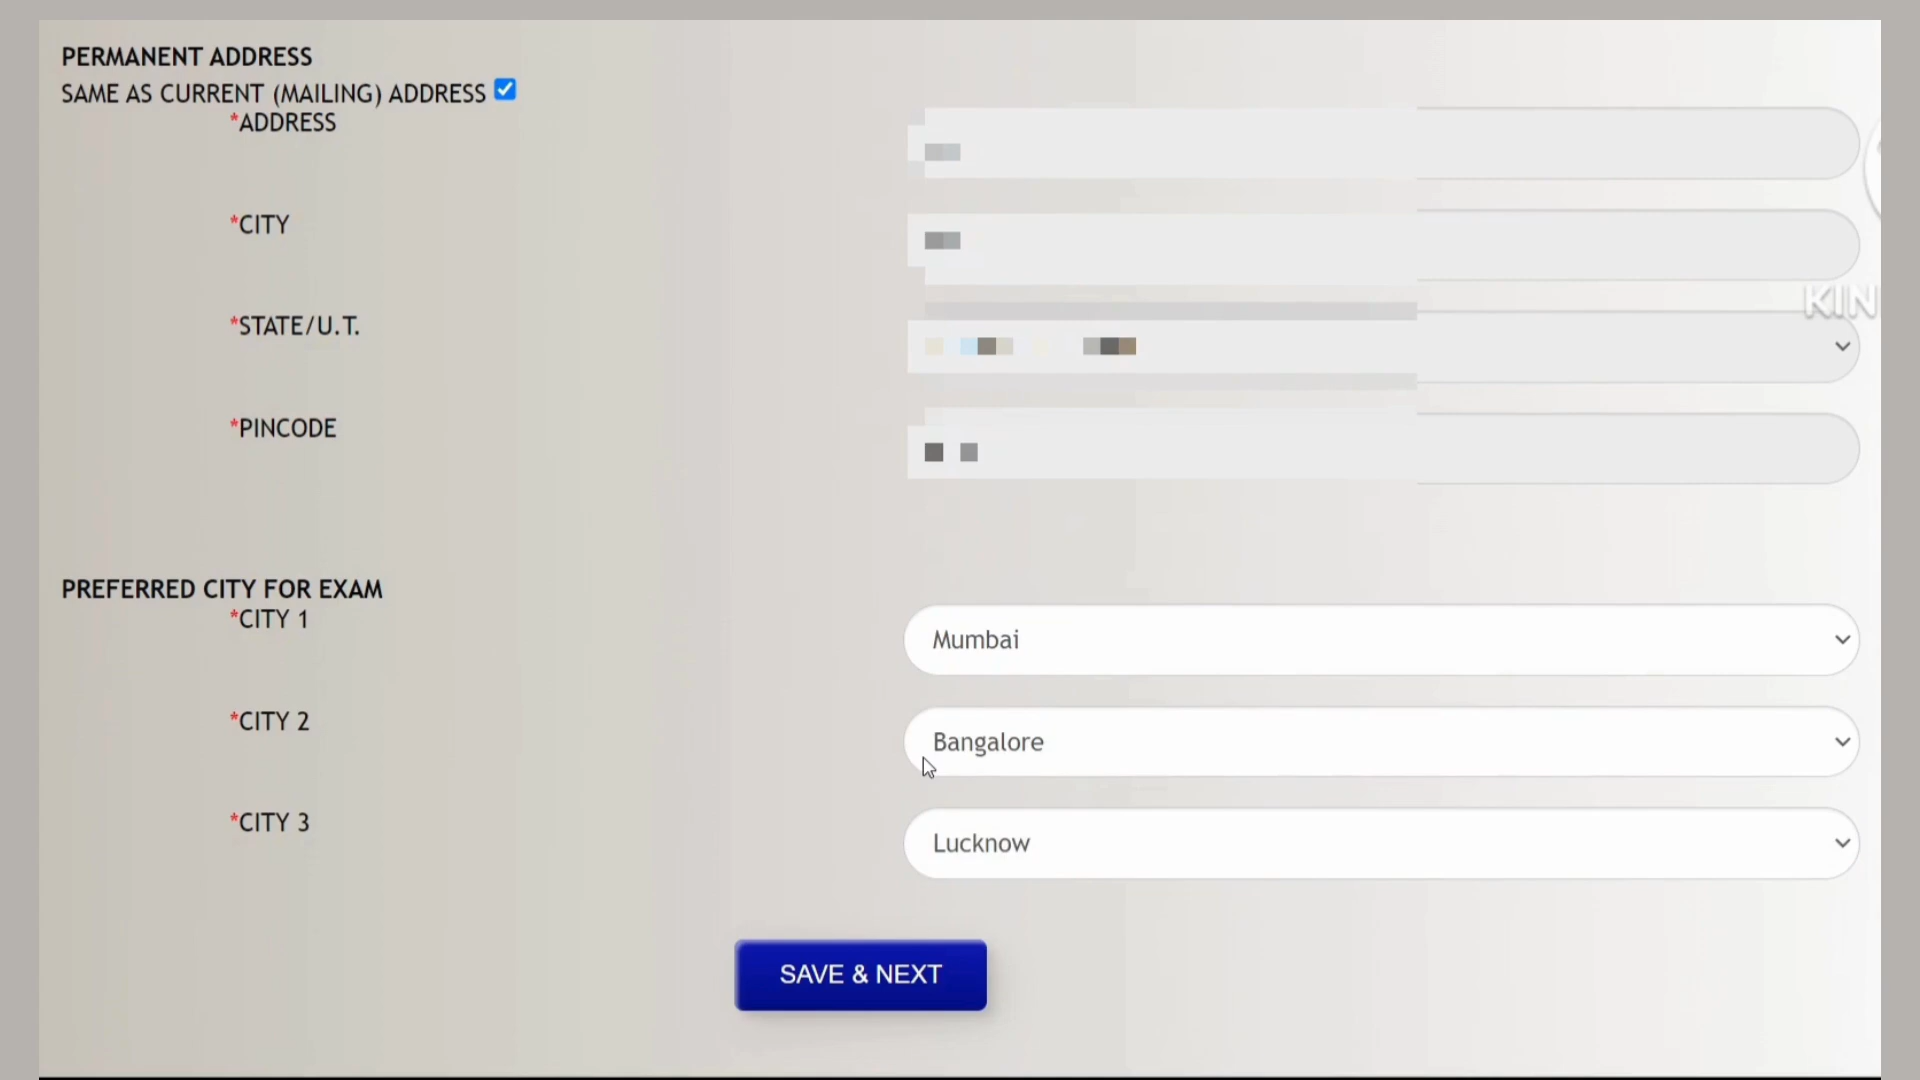 PERMANENT ADDRESS
SAME AS CURRENT (MAILING) ADDRESS
*ADDRESS
*CITY
KIN
*STATE/U.T.
*PINCODE
PREFERRED CITY FOR EXAM
*CITY 1
Mumbai
*CITY 2
Bangalore
*CITY 3
Lucknow
SAVE & NEXT